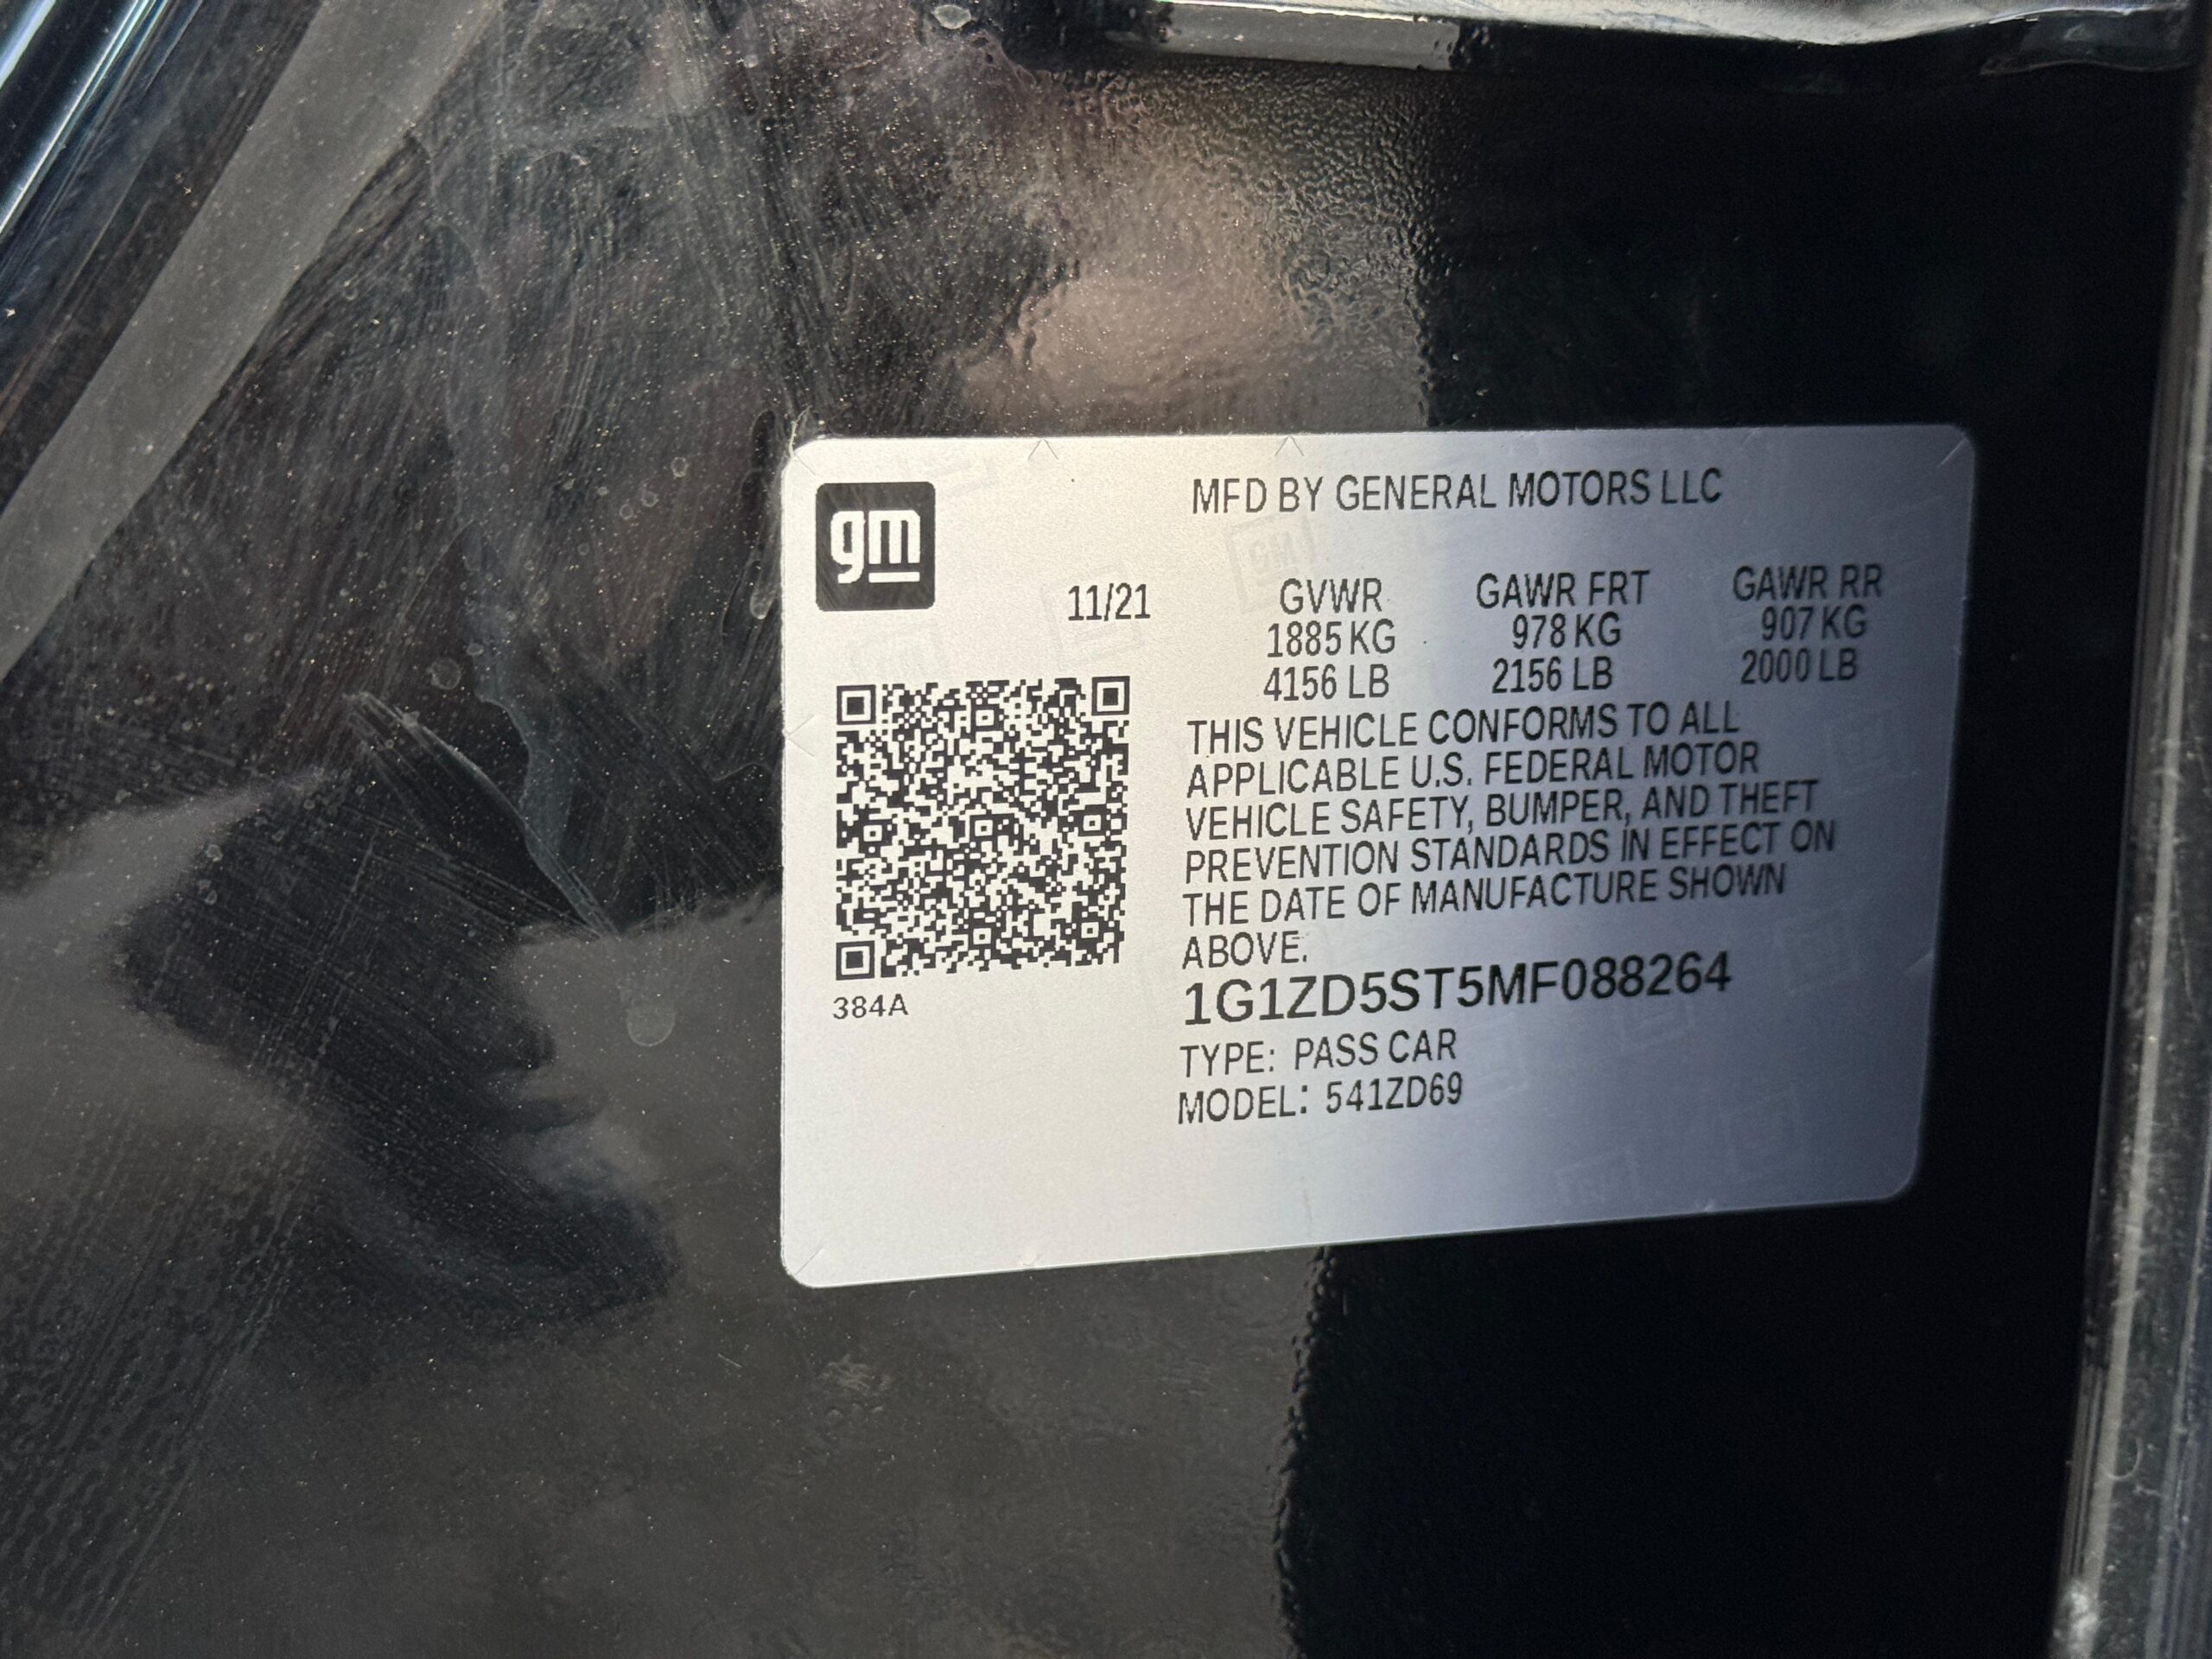 gm
MFD BY GENERAL MOTORS LLC
11/21
GVWR GAWR FRT GAWR RR
1885 KG 978 KG 907 KG
4156 LB 2156 LB 2000 LB
THIS VEHICLE CONFORMS TO ALL
APPLICABLE U.S. FEDERAL MOTOR
VEHICLE SAFETY, BUMPER, AND THEFT
PREVENTION STANDARDS IN EFFECT ON
THE DATE OF MANUFACTURE SHOWN
ABOVE.
384A
1G1ZD5ST5MF088264
TYPE: PASS CAR
MODEL: 541ZD69